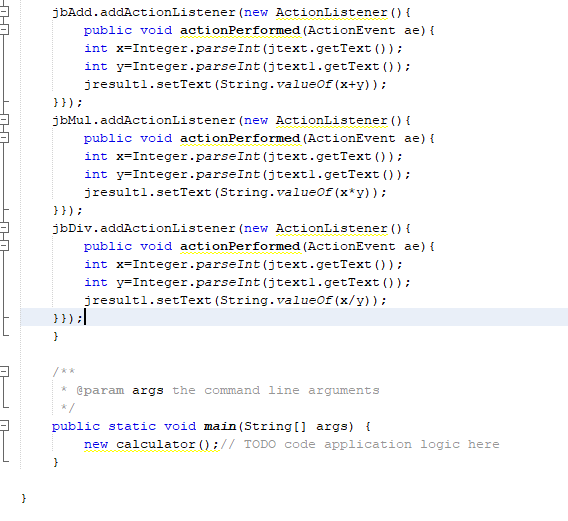 jbAdd.addActionListener(new ActionListener(){
public void actionPerformed(ActionEvent ae){
int x=Integer.parseInt(jtext.getText());
int y=Integer.parseInt(jtext1.getText());
jresult1.setText(String.valueOf(x+y));
}});
jbMul.addActionListener(new ActionListener(){
public void actionPerformed(ActionEvent ae){
int x=Integer.parseInt(jtext.getText());
int y=Integer.parseInt(jtext1.getText());
jresult1.setText(String.valueOf(x*y));
}});
jbDiv.addActionListener(new ActionListener(){
public void actionPerformed(ActionEvent ae){
int x=Integer.parseInt(jtext.getText());
int y=Integer.parseInt(jtext1.getText());
jresult1.setText(String.valueOf(x/y));
}});
}
/**
* @param args the command line arguments
*/
public static void main(String[] args) {
new calculator();// TODO code application logic here
}
}